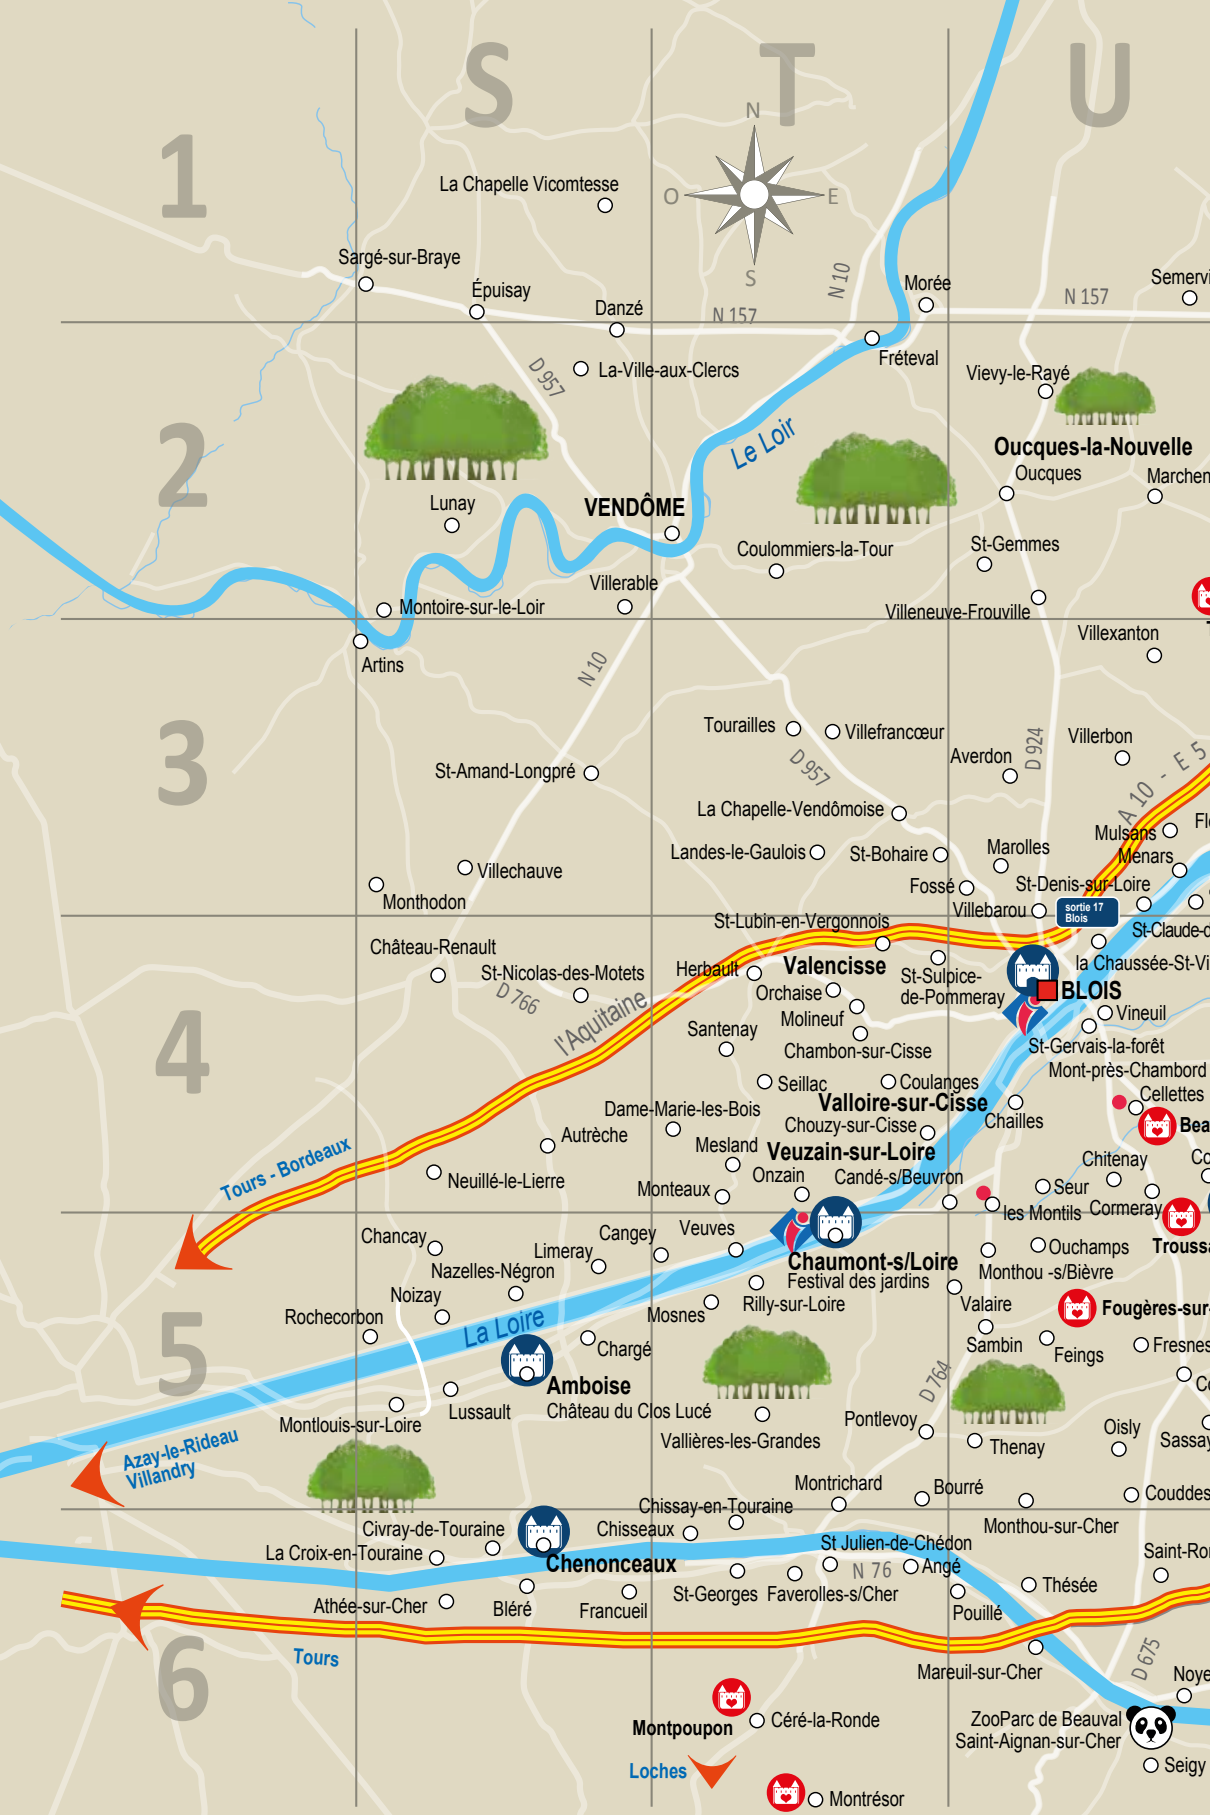 S
T
U
1
N
O
E
S
La Chapelle Vicomtesse
Sargé-sur-Braye
Épuisay
Danzé
N 157
N 10
Morée
N 157
Fréteval
D 957
La-Ville-aux-Clercs
Vievy-le-Rayé
2
Le Loir
Oucques-la-Nouvelle
Oucques
Lunay
VENDÔME
Coulommiers-la-Tour
St-Gemmes
Villerable
Montoire-sur-le-Loir
Villeneuve-Frouville
Villexanton
Artins
N 10
3
Tourailles
Villefrancœur
Villerbon
D 924
Averdon
St-Amand-Longpré
D 957
A 10 - E 5
La Chapelle-Vendômoise
Mulsans
Landes-le-Gaulois
St-Bohaire
Marolles
Menars
Villechauve
Fossé
St-Denis-sur-Loire
Monthodon
Villebarou
sortie 17
Blois
St-Lubin-en-Vergonnois
Château-Renault
St-Nicolas-des-Motets
Herbault
Valencisse
St-Sulpice-
de-Pommeray
D 766
Orchaise
BLOIS
l'Aquitaine
Molineuf
Vineuil
4
Santenay
Chambon-sur-Cisse
St-Gervais-la-forêt
Mont-près-Chambord
Seillac
Coulanges
Cellettes
Dame-Marie-les-Bois
Valloire-sur-Cisse
Chouzy-sur-Cisse
Chailles
Autrèche
Mesland
Veuzain-sur-Loire
Tours - Bordeaux
Neuillé-le-Lierre
Onzain
Candé-s/Beuvron
Chitenay
Monteaux
Seur
les Montils
Cormeray
Chancay
Cangey
Veuves
Limeray
Ouchamps
Nazelles-Négron
Chaumont-s/Loire
Festival des jardins
Monthou -s/Bièvre
Noizay
Rochecorbon
Mosnes
Rilly-sur-Loire
Valaire
La Loire
Sambin
Feings
5
Chargé
Amboise
Château du Clos Lucé
D 764
Lussault
Montlouis-sur-Loire
Vallières-les-Grandes
Pontlevoy
Thenay
Oisly
Azay-le-Rideau
Villandry
Montrichard
Bourré
Chissay-en-Touraine
Monthou-sur-Cher
Civray-de-Touraine
Chisseaux
La Croix-en-Touraine
Chenonceaux
St Julien-de-Chédon
N 76
Angé
Athée-sur-Cher
Bléré
Francueil
St-Georges
Faverolles-s/Cher
Thésée
Pouillé
Tours
6
Mareuil-sur-Cher
D 675
Montpoupon
Céré-la-Ronde
ZooParc de Beauval
Saint-Aignan-sur-Cher
Loches
Seigy
Montrésor